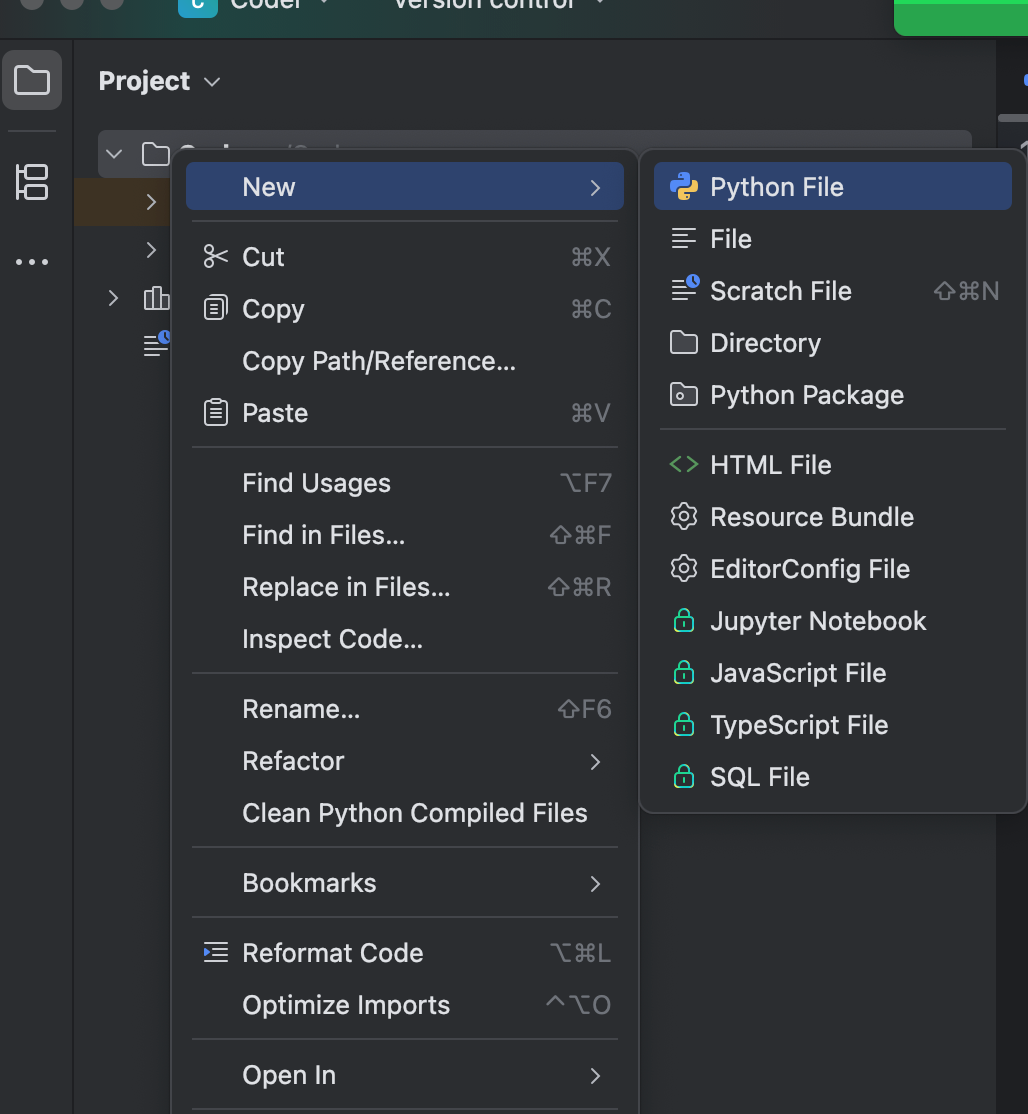 C Coder Version control
Project
New
Cut ⌘X
Copy ⌘C
Copy Path/Reference...
Paste ⌘V
Find Usages ⌥F7
Find in Files... ⇧⌘F
Replace in Files... ⇧⌘R
Inspect Code...
Rename... ⇧F6
Refactor
Clean Python Compiled Files
Bookmarks
Reformat Code ⌥⌘L
Optimize Imports ^⌥O
Open In
Python File
File
Scratch File ⇧⌘N
Directory
Python Package
HTML File
Resource Bundle
EditorConfig File
Jupyter Notebook
JavaScript File
TypeScript File
SQL File